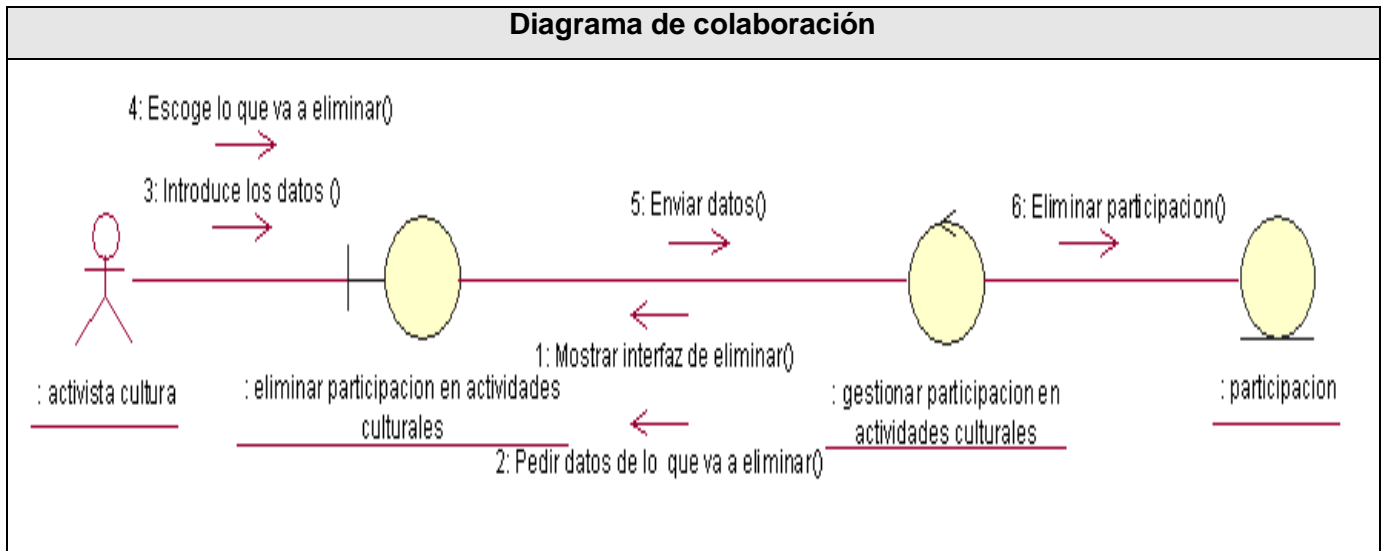 Diagrama de colaboración
4: Escoge lo que va a eliminar()
3: Introduce los datos ()
5: Enviar datos()
6: Eliminar participacion()
1: Mostrar interfaz de eliminar()
: activista cultura
: eliminar participacion en actividades
culturales
: gestionar participacion en
actividades culturales
: participacion
2: Pedir datos de lo que va a eliminar()